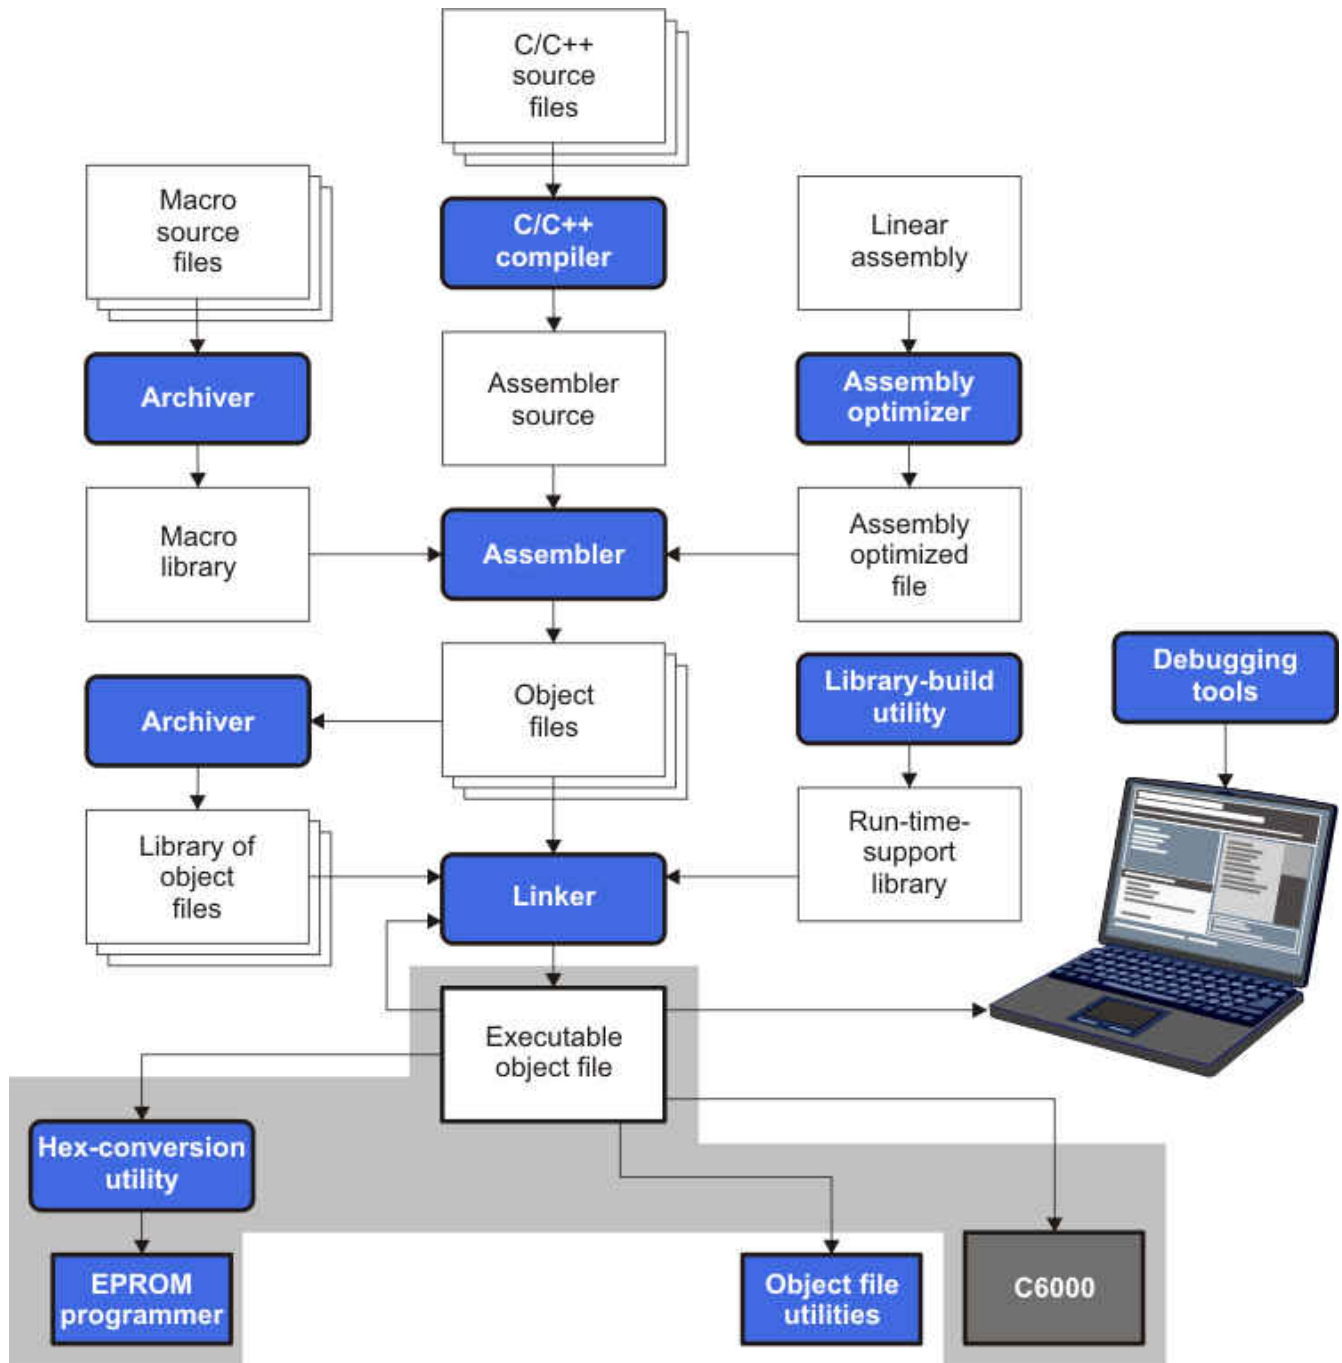 C/C++
source
files
Macro
source
files
C/C++
compiler
Linear
assembly
Archiver
Assembler
source
Assembly
optimizer
Macro
library
Assembler
Assembly
optimized
file
Archiver
Object
files
Library-build
utility
Debugging
tools
Library of
object
files
Linker
Run-time-
support
library
Executable
object file
Hex-conversion
utility
EPROM
programmer
Object file
utilities
C6000